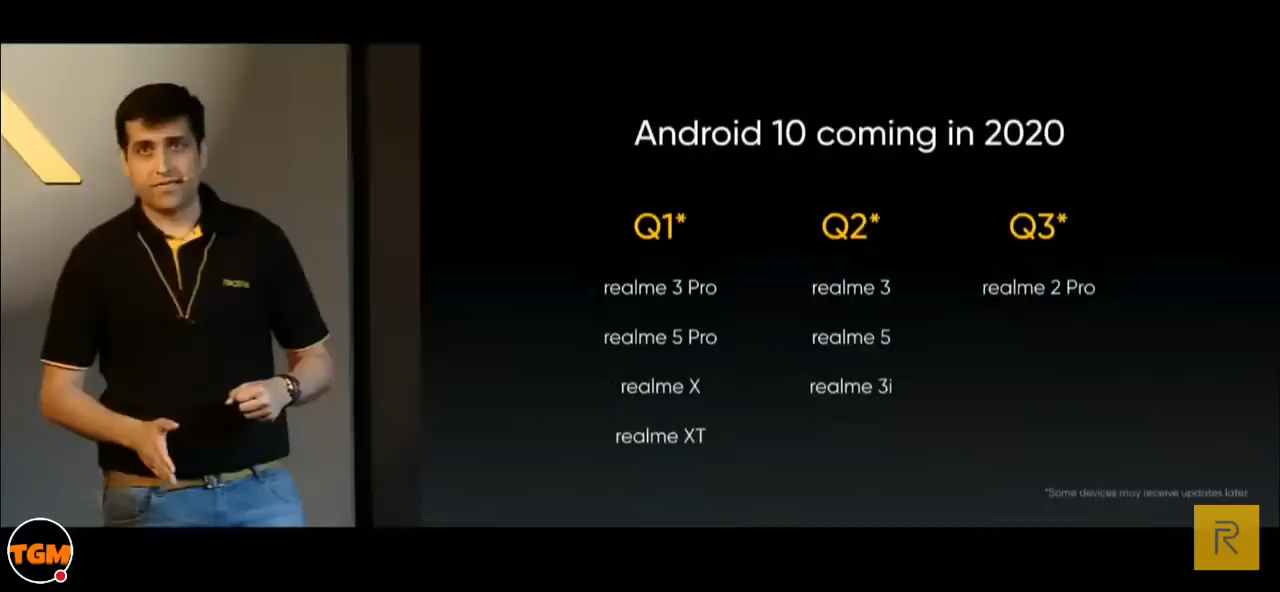 Android 10 coming in 2020
Q1*
realme 3 Pro
realme 5 Pro
realme X
realme XT
Q2*
realme 3
realme 5
realme 3i
Q3*
realme 2 Pro
*Some devices may receive updates later.
realme
TGM
R